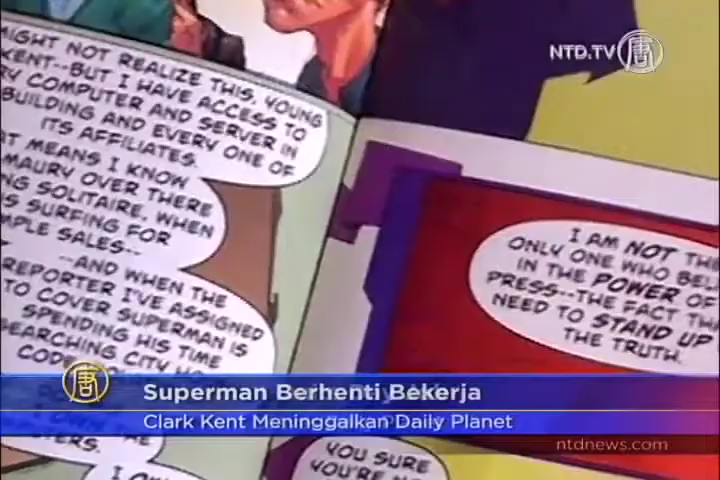 NTD.TV
MIGHT NOT REALIZE THIS, YOUNG
KENT--BUT I HAVE ACCESS TO
COMPUTER AND SERVER IN
BUILDING AND EVERY ONE OF
ITS AFFILIATES.
MEANS I KNOW
MAURY OVER THERE
SOLITAIRE, WHEN
SURFING FOR
SALES--
--AND WHEN THE
REPORTER I'VE ASSIGNED
TO COVER SUPERMAN IS
SPENDING HIS TIME
SEARCHING CITY
I AM NOT THE
ONLY ONE WHO
IN THE POWER OF
PRESS--THE FACT
NEED TO STAND UP
THE TRUTH.
YOU SURE
YOU'RE
唐
Superman Berhenti Bekerja
Clark Kent Meninggalkan Daily Planet
ntdnews.com